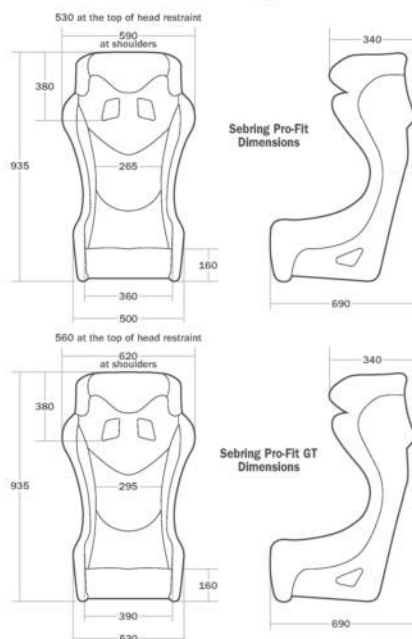 530 at the top of head restraint
590
at shoulders
340
380
Sebring Pro-Fit
Dimensions
935
265
160
360
690
500
560 at the top of head restraint
620
at shoulders
340
380
Sebring Pro-Fit GT
Dimensions
935
295
160
390
690
530